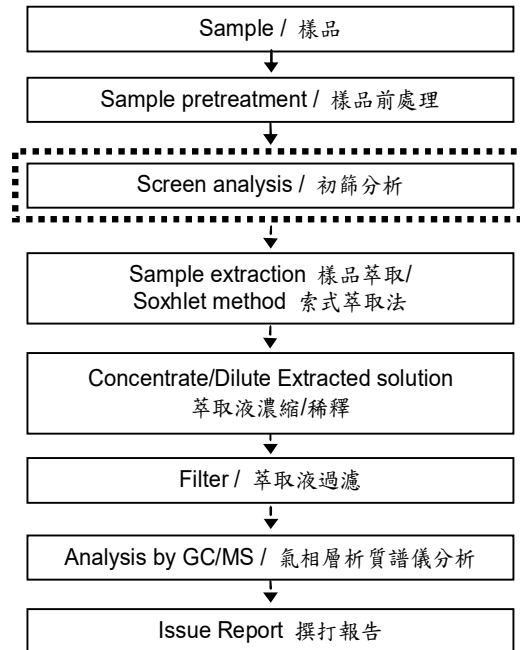 Sample / 樣品
Sample pretreatment / 樣品前處理
Screen analysis / 初篩分析
Sample extraction 樣品萃取/
Soxhlet method 索式萃取法
Concentrate/Dilute Extracted solution
萃取液濃縮/稀釋
Filter / 萃取液過濾
Analysis by GC/MS / 氣相層析質譜儀分析
Issue Report 撰打報告